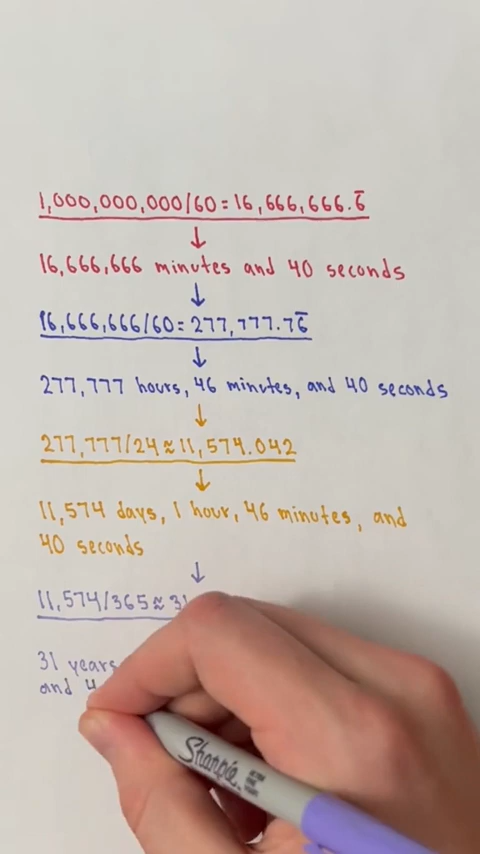 1,000,000,000/60=16,666,666.6̅
↓
16,666,666 minutes and 40 seconds
↓
16,666,666/60=277,777.76̅
↓
277,777 hours, 46 minutes, and 40 seconds
↓
277,777/24≈11,574.042
↓
11,574 days, 1 hour, 46 minutes, and
40 seconds
↓
11,574/365≈31
31 years
and 4
Sharpie